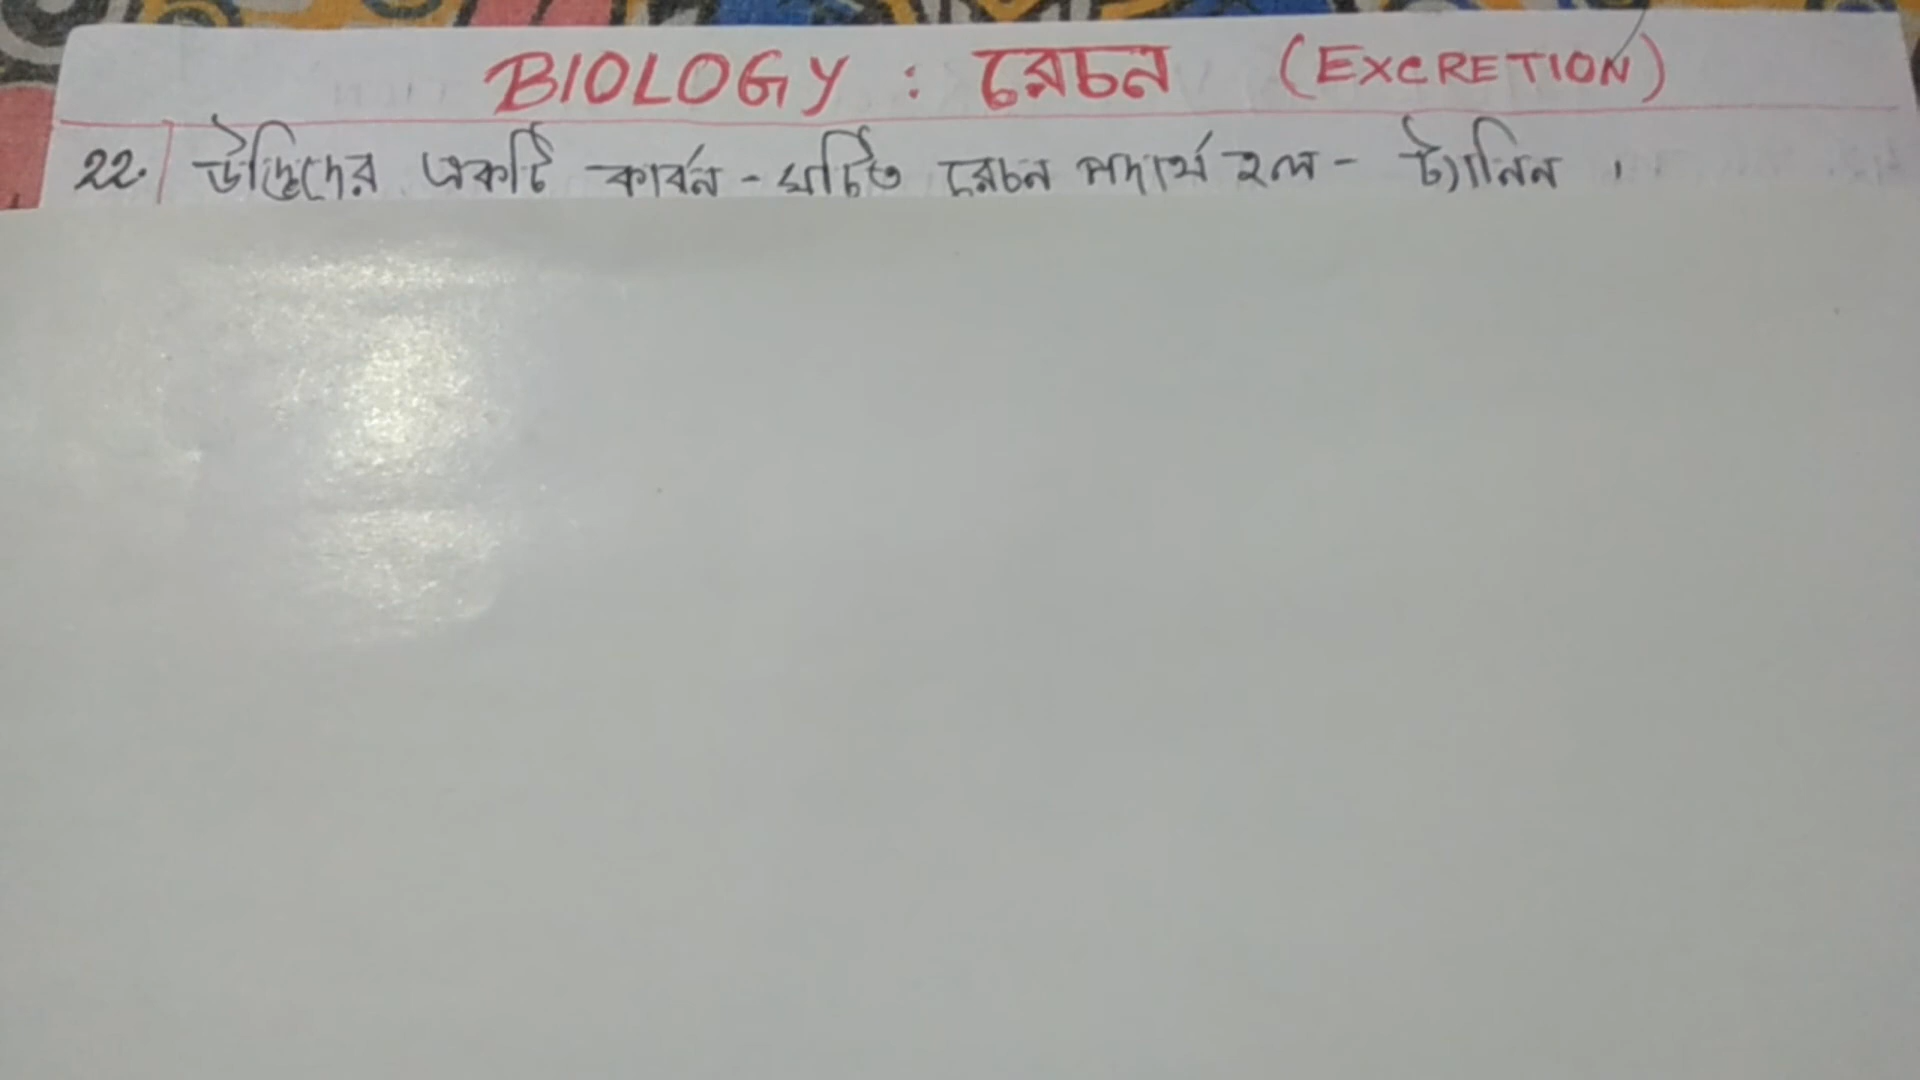 BIOLOGY : রেচন (EXCRETION)
22. উদ্ভিদের একটি কার্বন - ঘটিত রেচন পদার্থ হল - ট্যানিন ।